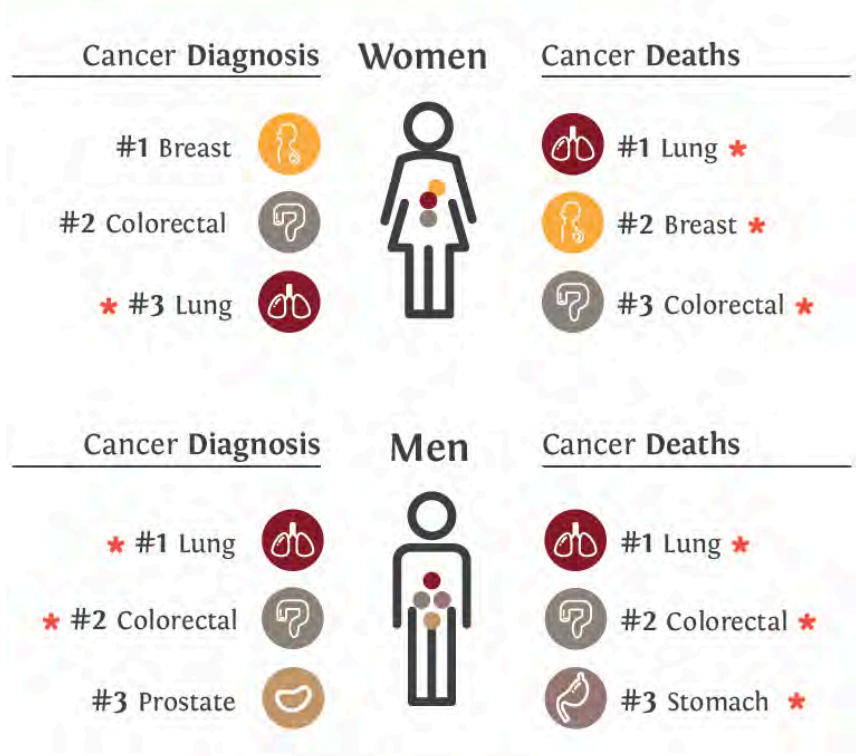 Cancer Diagnosis
Women
Cancer Deaths
#1 Breast
#2 Colorectal
* #3 Lung
#1 Lung *
#2 Breast *
#3 Colorectal *
Cancer Diagnosis
Men
Cancer Deaths
* #1 Lung
* #2 Colorectal
#3 Prostate
#1 Lung *
#2 Colorectal *
#3 Stomach *